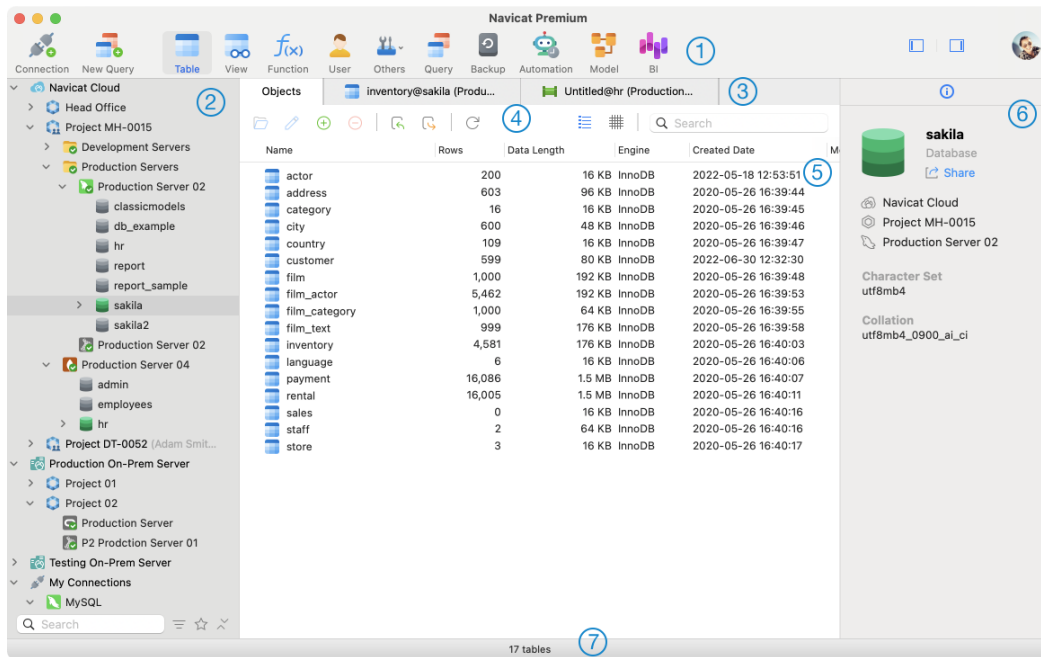 Navicat Premium
Connection New Query Table View Function User Others Query Backup Automation Model BI 1
f(x)
Navicat Cloud
2
Head Office
Project MH-0015
Development Servers
Production Servers
Production Server 02
classicmodels
db_example
hr
report
report_sample
sakila
sakila2
Production Server 02
Production Server 04
admin
employees
hr
Project DT-0052 (Adam Smit...
Production On-Prem Server
Project 01
Project 02
Production Server
P2 Prodction Server 01
Testing On-Prem Server
My Connections
MySQL
Search
Objects inventory@sakila (Produ... Untitled@hr (Production... 3
4 Search
Name Rows Data Length Engine Created Date M
actor 200 16 KB InnoDB 2022-05-18 12:53:51
5
address 603 96 KB InnoDB 2020-05-26 16:39:44
category 16 16 KB InnoDB 2020-05-26 16:39:45
city 600 48 KB InnoDB 2020-05-26 16:39:46
country 109 16 KB InnoDB 2020-05-26 16:39:47
customer 599 80 KB InnoDB 2022-06-30 12:32:30
film 1,000 192 KB InnoDB 2020-05-26 16:39:48
film_actor 5,462 192 KB InnoDB 2020-05-26 16:39:53
film_category 1,000 64 KB InnoDB 2020-05-26 16:39:55
film_text 999 176 KB InnoDB 2020-05-26 16:39:58
inventory 4,581 176 KB InnoDB 2020-05-26 16:40:03
language 6 16 KB InnoDB 2020-05-26 16:40:06
payment 16,086 1.5 MB InnoDB 2020-05-26 16:40:07
rental 16,005 1.5 MB InnoDB 2020-05-26 16:40:11
sales 0 16 KB InnoDB 2020-05-26 16:40:16
staff 2 64 KB InnoDB 2020-05-26 16:40:16
store 3 16 KB InnoDB 2020-05-26 16:40:17
6
sakila
Database
Share
Navicat Cloud
Project MH-0015
Production Server 02
Character Set
utf8mb4
Collation
utf8mb4_0900_ai_ci
17 tables 7